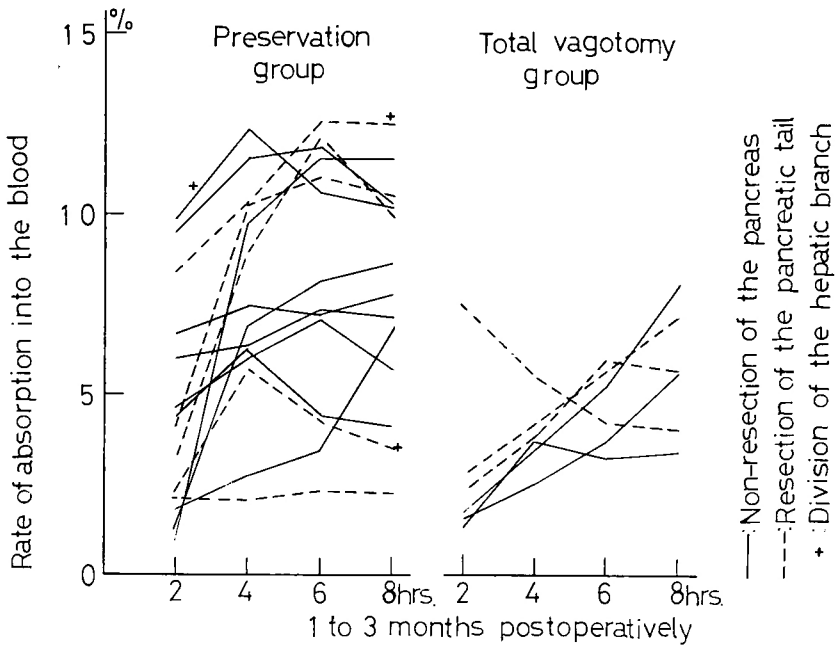 %
15
10
5
0
Preservation
group
Total vagotomy
group
+
+
+
2 4 6 8hrs.
2 4 6 8hrs.
1 to 3 months postoperatively
Rate of absorption into the blood
—:Non-resection of the pancreas
---:Resection of the pancreatic tail
+:Division of the hepatic branch